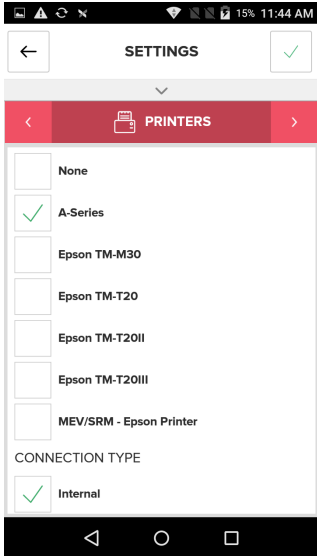 15% 11:44 AM
SETTINGS
PRINTERS
None
A-Series
Epson TM-M30
Epson TM-T20
Epson TM-T20II
Epson TM-T20III
MEV/SRM - Epson Printer
CONNECTION TYPE
Internal